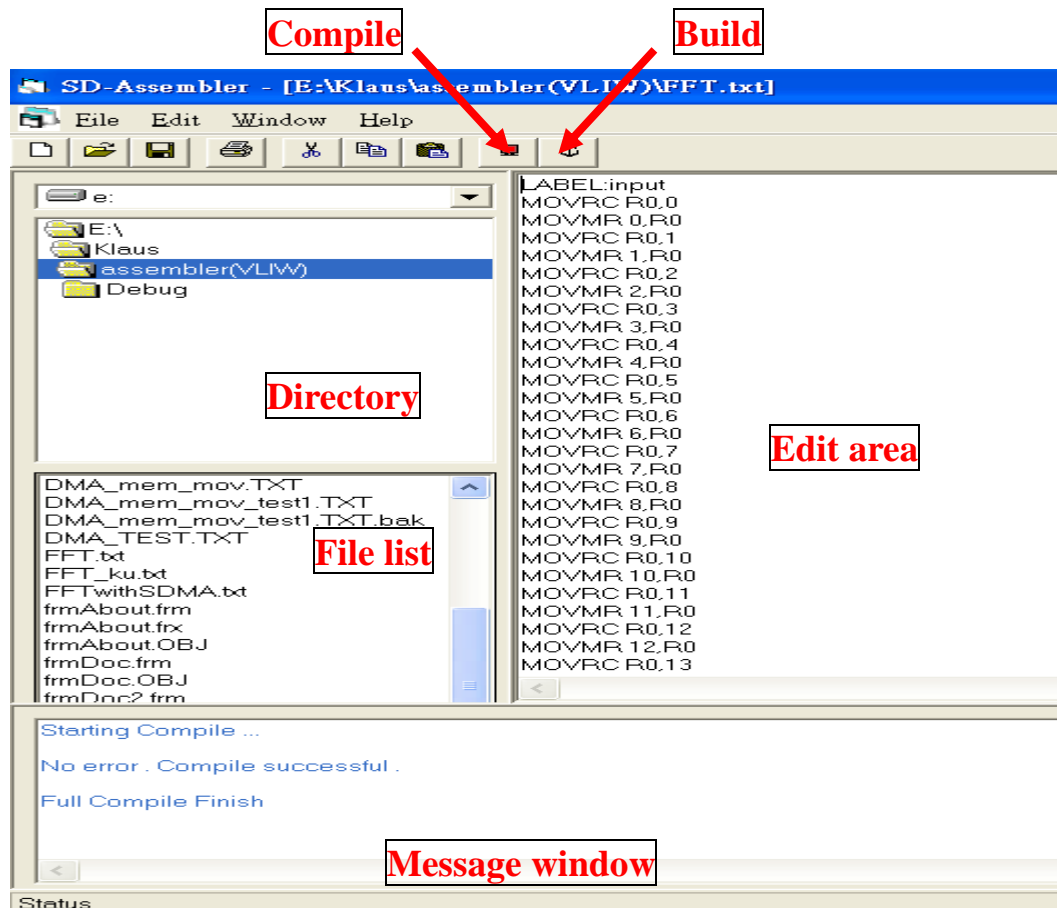 Compile
Build
SD-Assembler - [E:\Klaus\assembler(VLIW)\FFT.txt]
File Edit Window Help
e:
E:\
Klaus
assembler(VLIW)
Debug
Directory
DMA_mem_mov.TXT
DMA_mem_mov_test1.TXT
DMA_mem_mov_test1.TXT.bak
DMA_TEST.TXT
FFT.txt
FFT_ku.txt
FFTwithSDMA.txt
frmAbout.frm
frmAbout.frx
frmAbout.OBJ
frmDoc.frm
frmDoc.OBJ
frmDoc2.frm
File list
LABEL:input
MOVRC R0,0
MOVMR 0,R0
MOVRC R0,1
MOVMR 1,R0
MOVRC R0,2
MOVMR 2,R0
MOVRC R0,3
MOVMR 3,R0
MOVRC R0,4
MOVMR 4,R0
MOVRC R0,5
MOVMR 5,R0
MOVRC R0,6
MOVMR 6,R0
MOVRC R0,7
MOVMR 7,R0
MOVRC R0,8
MOVMR 8,R0
MOVRC R0,9
MOVMR 9,R0
MOVRC R0,10
MOVMR 10,R0
MOVRC R0,11
MOVMR 11,R0
MOVRC R0,12
MOVMR 12,R0
MOVRC R0,13
Edit area
Starting Compile ...
No error . Compile successful .
Full Compile Finish
Message window
Status